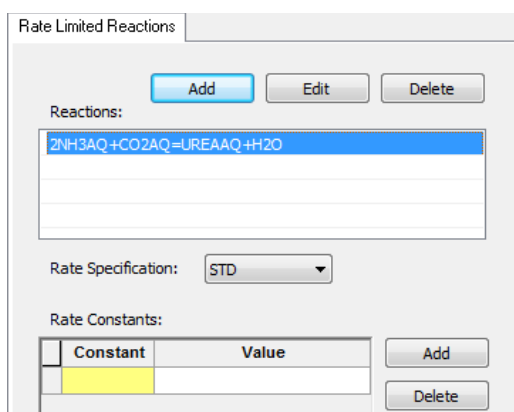 Rate Limited Reactions
Add Edit Delete
Reactions:
2NH3AQ+CO2AQ=UREAAQ+H2O
Rate Specification: STD
Rate Constants:
Constant Value Add
Delete